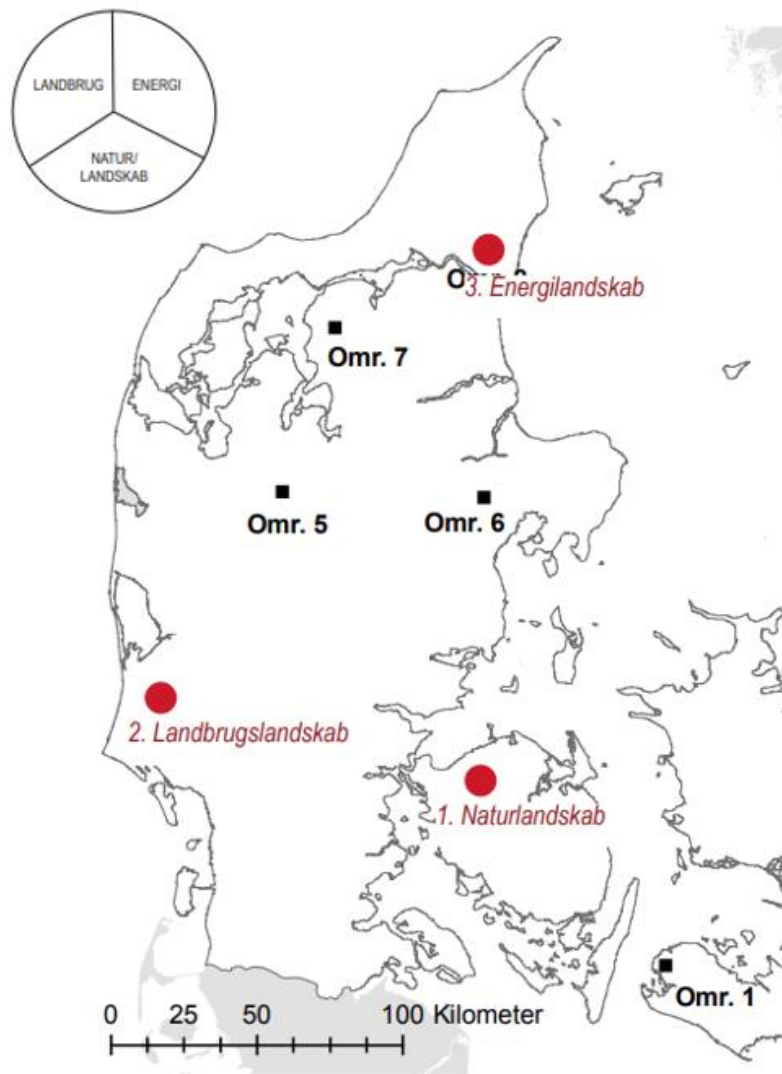 LANDBRUG
ENERGI
NATUR/
LANDSKAB
3. Energilandskab
Omr. 7
Omr. 5
Omr. 6
2. Landbrugslandskab
1. Naturlandskab
Omr. 1
0 25 50 100 Kilometer